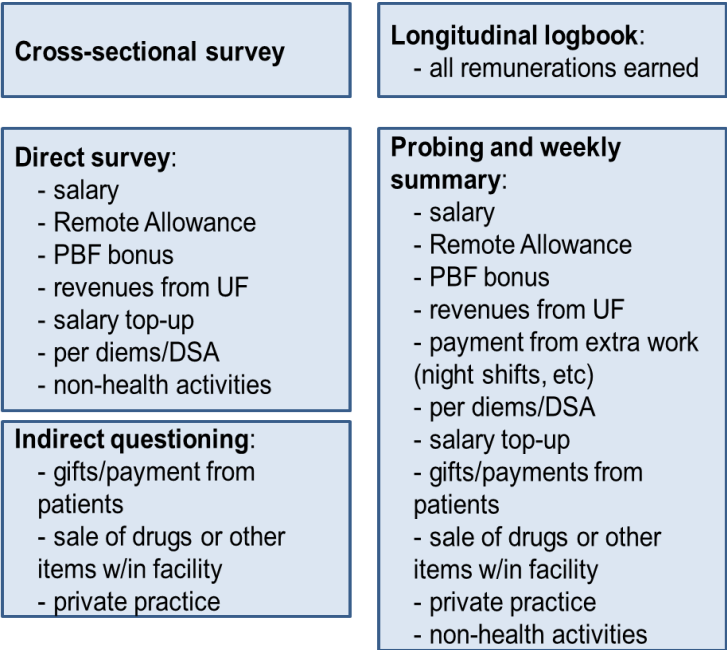 Cross-sectional survey
Direct survey:
- salary
- Remote Allowance
- PBF bonus
- revenues from UF
- salary top-up
- per diems/DSA
- non-health activities
Indirect questioning:
- gifts/payment from
patients
- sale of drugs or other
items w/in facility
- private practice
Longitudinal logbook:
- all remunerations earned
Probing and weekly
summary:
- salary
- Remote Allowance
- PBF bonus
- revenues from UF
- payment from extra work
(night shifts, etc)
- per diems/DSA
- salary top-up
- gifts/payments from
patients
- sale of drugs or other
items w/in facility
- private practice
- non-health activities